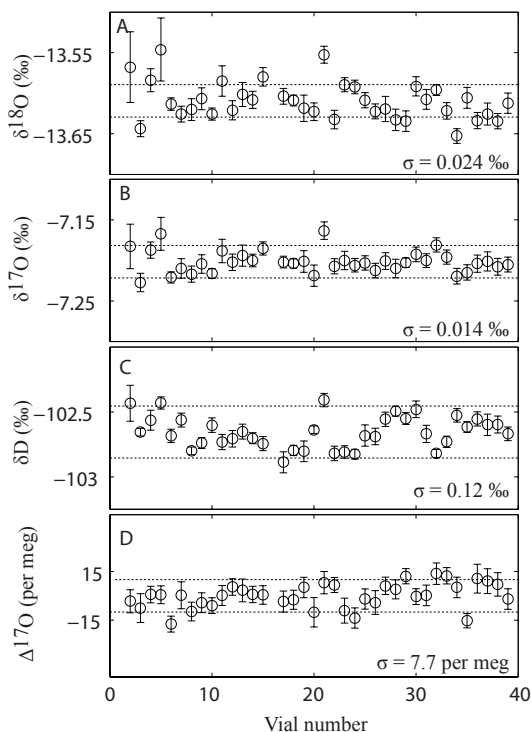 A
δ18O (‰)
−13.55
−13.65
σ = 0.024 ‰
B
δ17O (‰)
−7.15
−7.25
σ = 0.014 ‰
C
δD (‰)
−102.5
−103
σ = 0.12 ‰
D
Δ17O (per meg)
15
−15
σ = 7.7 per meg
0 10 20 30 40
Vial number